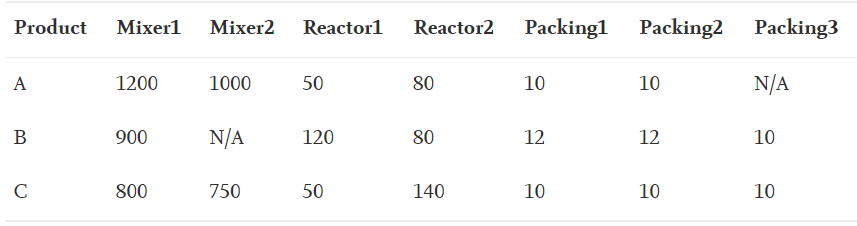 Product Mixer1 Mixer2 Reactor1 Reactor2 Packing1 Packing2 Packing3
A 1200 1000 50 80 10 10 N/A
B 900 N/A 120 80 12 12 10
C 800 750 50 140 10 10 10